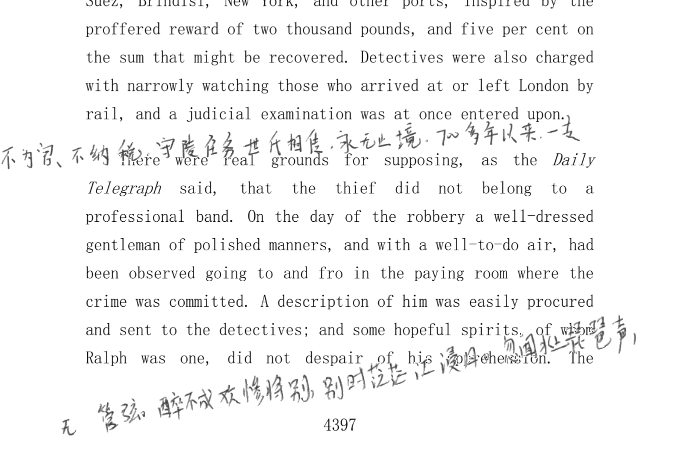 Suez, Brindisi, New York, and other ports, inspired by the
proffered reward of two thousand pounds, and five per cent on
the sum that might be recovered. Detectives were also charged
with narrowly watching those who arrived at or left London by
rail, and a judicial examination was at once entered upon.
不为官、不纳税,守陵任务世代相传,永无止境,700多年以来,一支
There were real grounds for supposing, as the Daily
Telegraph said, that the thief did not belong to a
professional band. On the day of the robbery a well-dressed
gentleman of polished manners, and with a well-to-do air, had
been observed going to and fro in the paying room where the
crime was committed. A description of him was easily procured
and sent to the detectives; and some hopeful spirits, of whom
Ralph was one, did not despair of his apprehension. The
无 管弦。醉不成欢惨将别,别时茫茫江浸月。忽闻水上琵琶声,
4397